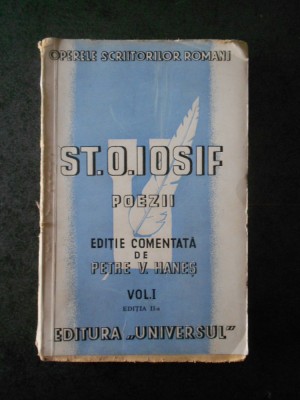 OPERELE SCRIITORILOR ROMANI
ST. O. IOSIF
POEZII
EDIȚIE COMENTATĂ
DE
PETRE V. HANEȘ
VOL. I
EDIȚIA II-a
EDITURA „UNIVERSUL"